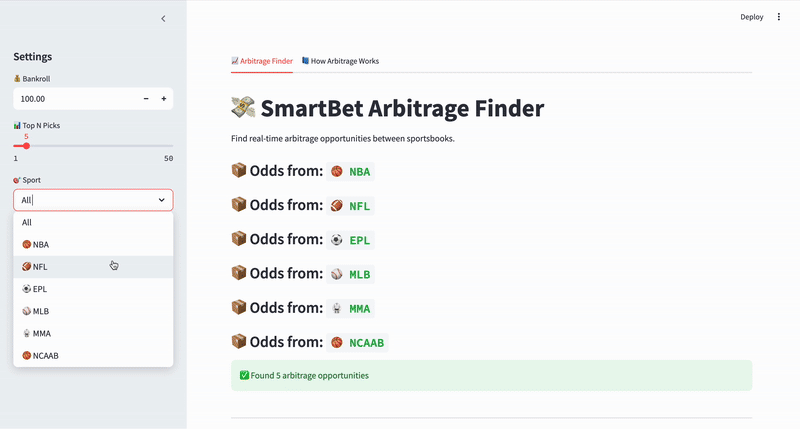 Deploy
Settings
Bankroll
100.00
Top N Picks
5
1 50
Sport
All
All
NBA
NFL
EPL
MLB
MMA
NCAAB
Arbitrage Finder How Arbitrage Works
SmartBet Arbitrage Finder
Find real-time arbitrage opportunities between sportsbooks.
Odds from: NBA
Odds from: NFL
Odds from: EPL
Odds from: MLB
Odds from: MMA
Odds from: NCAAB
Found 5 arbitrage opportunities